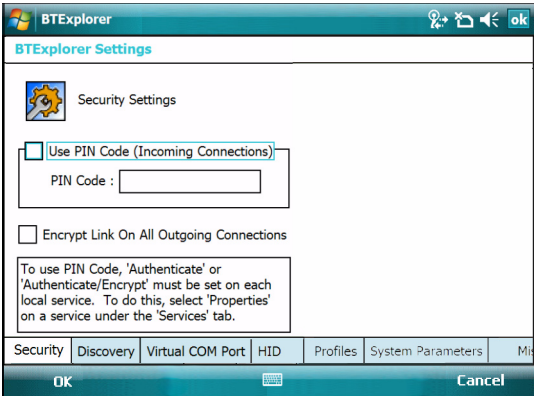 BTExplorer
ok
BTExplorer Settings
Security Settings
Use PIN Code (Incoming Connections)
PIN Code :
Encrypt Link On All Outgoing Connections
To use PIN Code, 'Authenticate' or
'Authenticate/Encrypt' must be set on each
local service. To do this, select 'Properties'
on a service under the 'Services' tab.
Security Discovery Virtual COM Port HID Profiles System Parameters Mis
OK Cancel